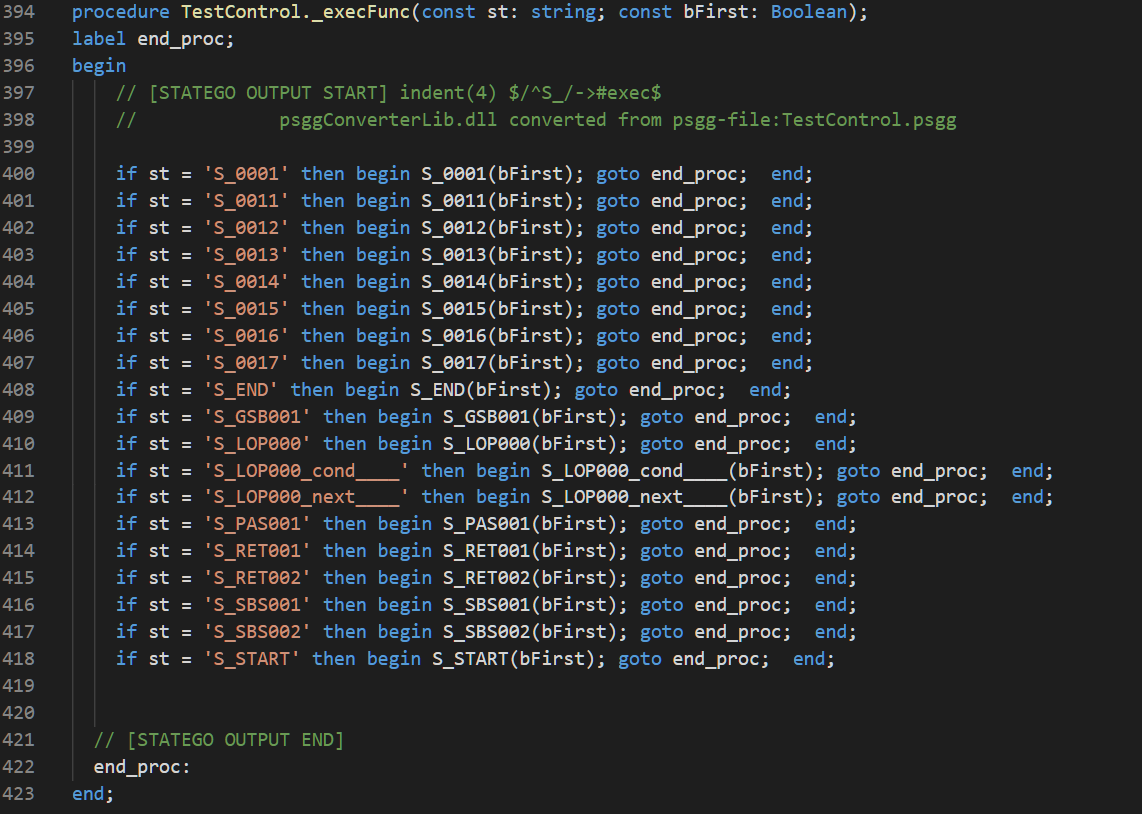 394 procedure TestControl._execFunc(const st: string; const bFirst: Boolean);
395 label end_proc;
396 begin
397 // [STATEGO OUTPUT START] indent(4) $/^S_/->#exec$
398 // psggConverterLib.dll converted from psgg-file:TestControl.psgg
399
400 if st = 'S_0001' then begin S_0001(bFirst); goto end_proc;  end;
401 if st = 'S_0011' then begin S_0011(bFirst); goto end_proc;  end;
402 if st = 'S_0012' then begin S_0012(bFirst); goto end_proc;  end;
403 if st = 'S_0013' then begin S_0013(bFirst); goto end_proc;  end;
404 if st = 'S_0014' then begin S_0014(bFirst); goto end_proc;  end;
405 if st = 'S_0015' then begin S_0015(bFirst); goto end_proc;  end;
406 if st = 'S_0016' then begin S_0016(bFirst); goto end_proc;  end;
407 if st = 'S_0017' then begin S_0017(bFirst); goto end_proc;  end;
408 if st = 'S_END' then begin S_END(bFirst); goto end_proc;  end;
409 if st = 'S_GSB001' then begin S_GSB001(bFirst); goto end_proc;  end;
410 if st = 'S_LOP000' then begin S_LOP000(bFirst); goto end_proc;  end;
411 if st = 'S_LOP000_cond____' then begin S_LOP000_cond____(bFirst); goto end_proc;  end;
412 if st = 'S_LOP000_next____' then begin S_LOP000_next____(bFirst); goto end_proc;  end;
413 if st = 'S_PAS001' then begin S_PAS001(bFirst); goto end_proc;  end;
414 if st = 'S_RET001' then begin S_RET001(bFirst); goto end_proc;  end;
415 if st = 'S_RET002' then begin S_RET002(bFirst); goto end_proc;  end;
416 if st = 'S_SBS001' then begin S_SBS001(bFirst); goto end_proc;  end;
417 if st = 'S_SBS002' then begin S_SBS002(bFirst); goto end_proc;  end;
418 if st = 'S_START' then begin S_START(bFirst); goto end_proc;  end;
419
420
421 // [STATEGO OUTPUT END]
422 end_proc:
423 end;